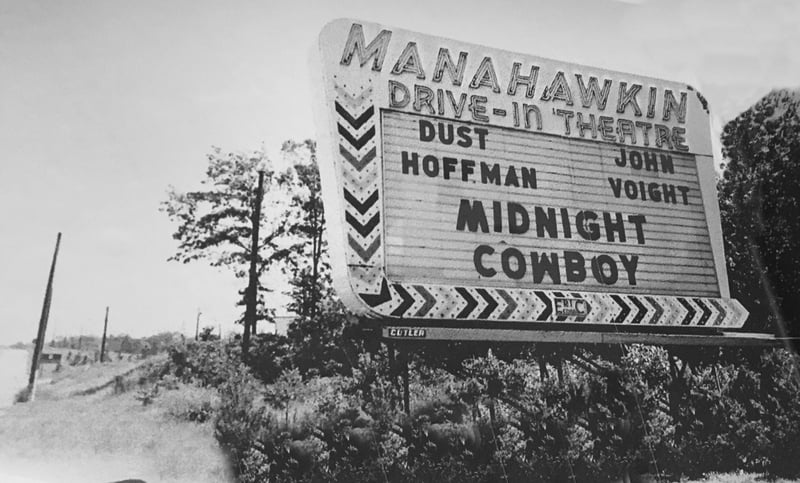 MANAHAWKIN
DRIVE-IN THEATRE
DUST
HOFFMAN
JOHN
VOIGHT
MIDNIGHT
COWBOY
CUTLER